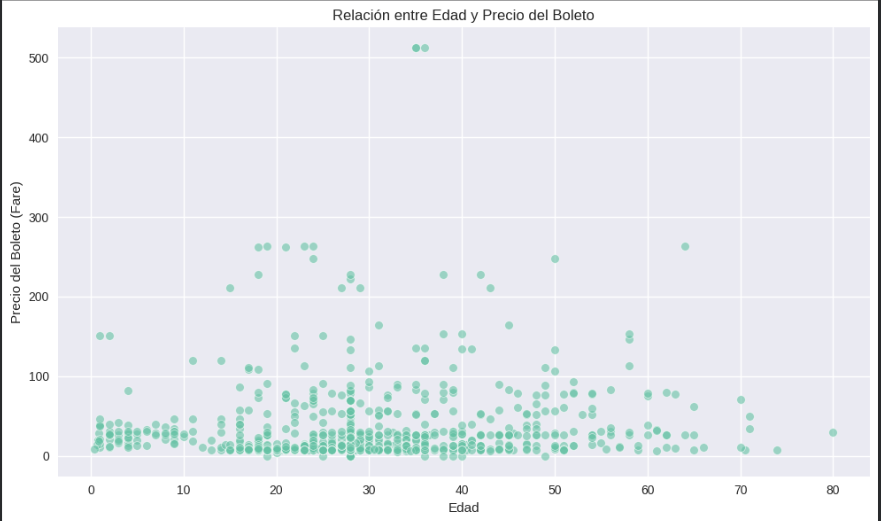 Relación entre Edad y Precio del Boleto
Precio del Boleto (Fare)
500
400
300
200
100
0
0 10 20 30 40 50 60 70 80
Edad